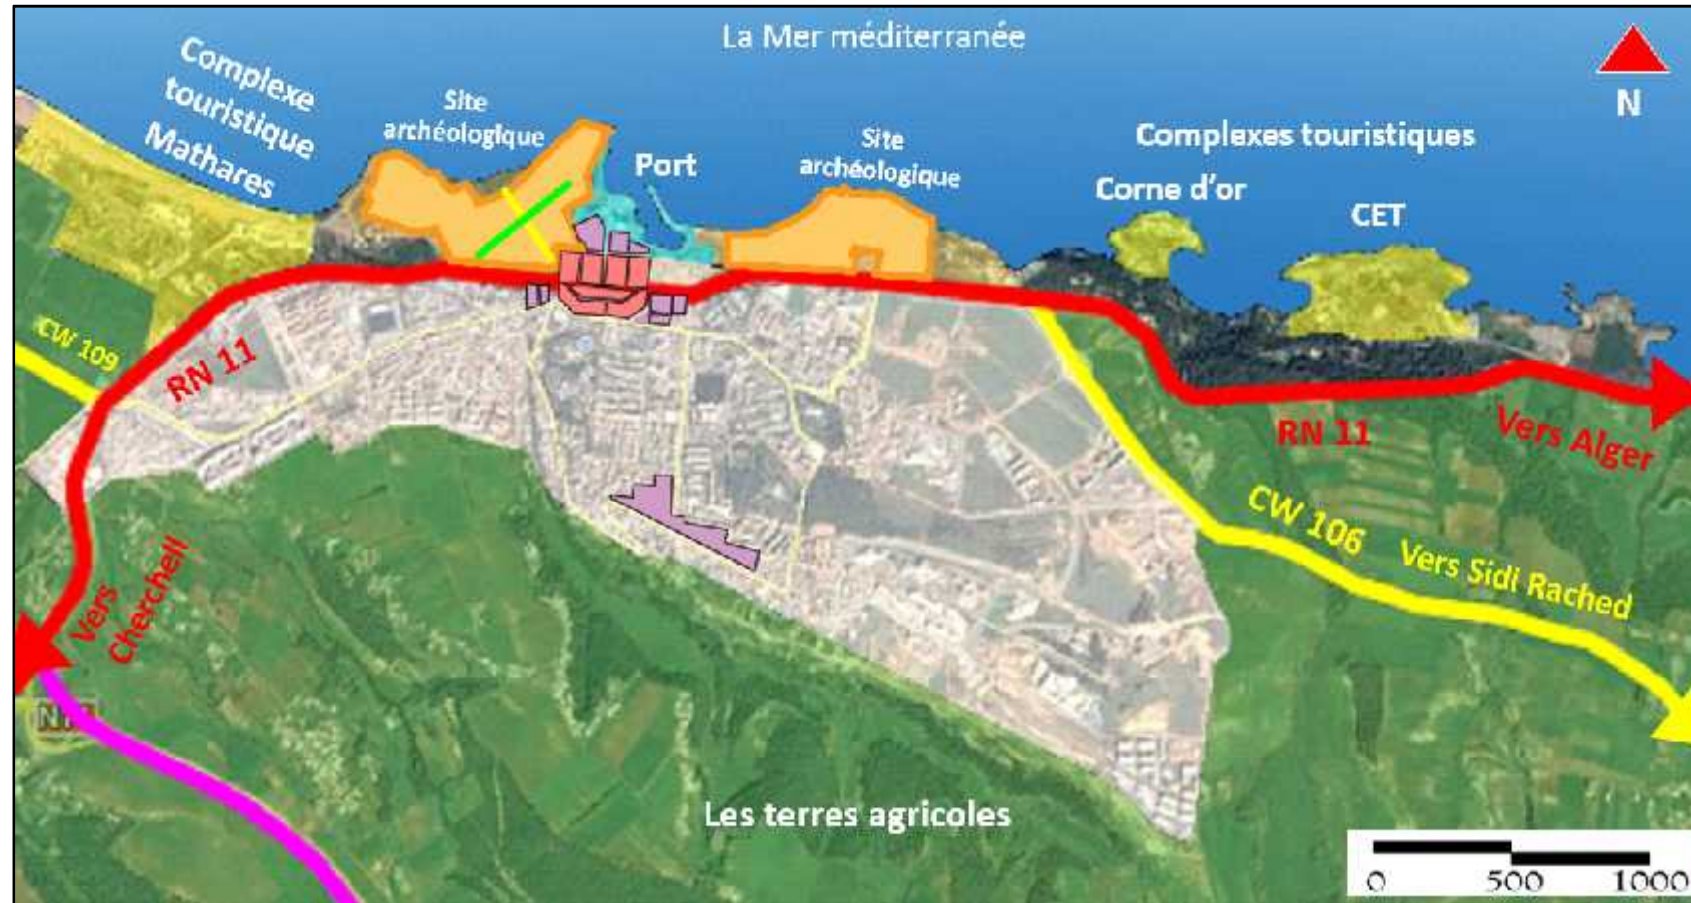 La Mer méditerranée
N
Complexe
touristique
Mathares
Site
archéologique
Port
Site
archéologique
Complexes touristiques
Corne d'or
CET
CW 109
RN 11
RN 11
Vers Alger
CW 106
Vers Sidi Rached
Vers
Cherchell
Les terres agricoles
0 500 1000